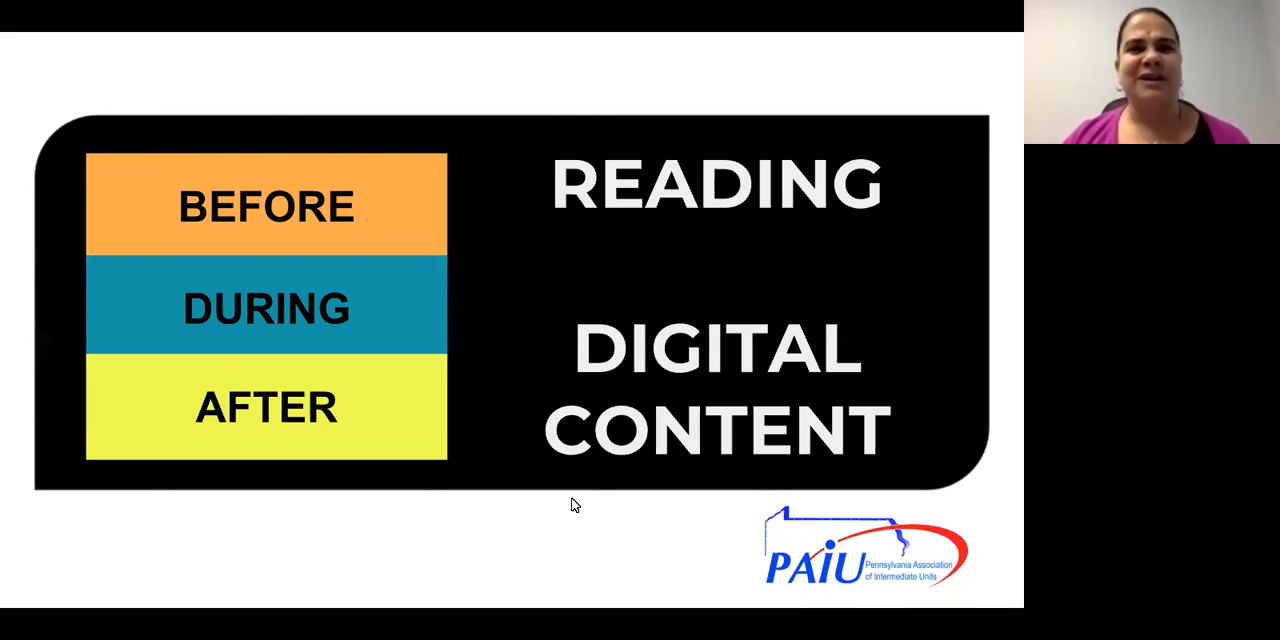 BEFORE
DURING
AFTER
READING
DIGITAL
CONTENT
PAIU
Pennsylvania Association
of Intermediate Units